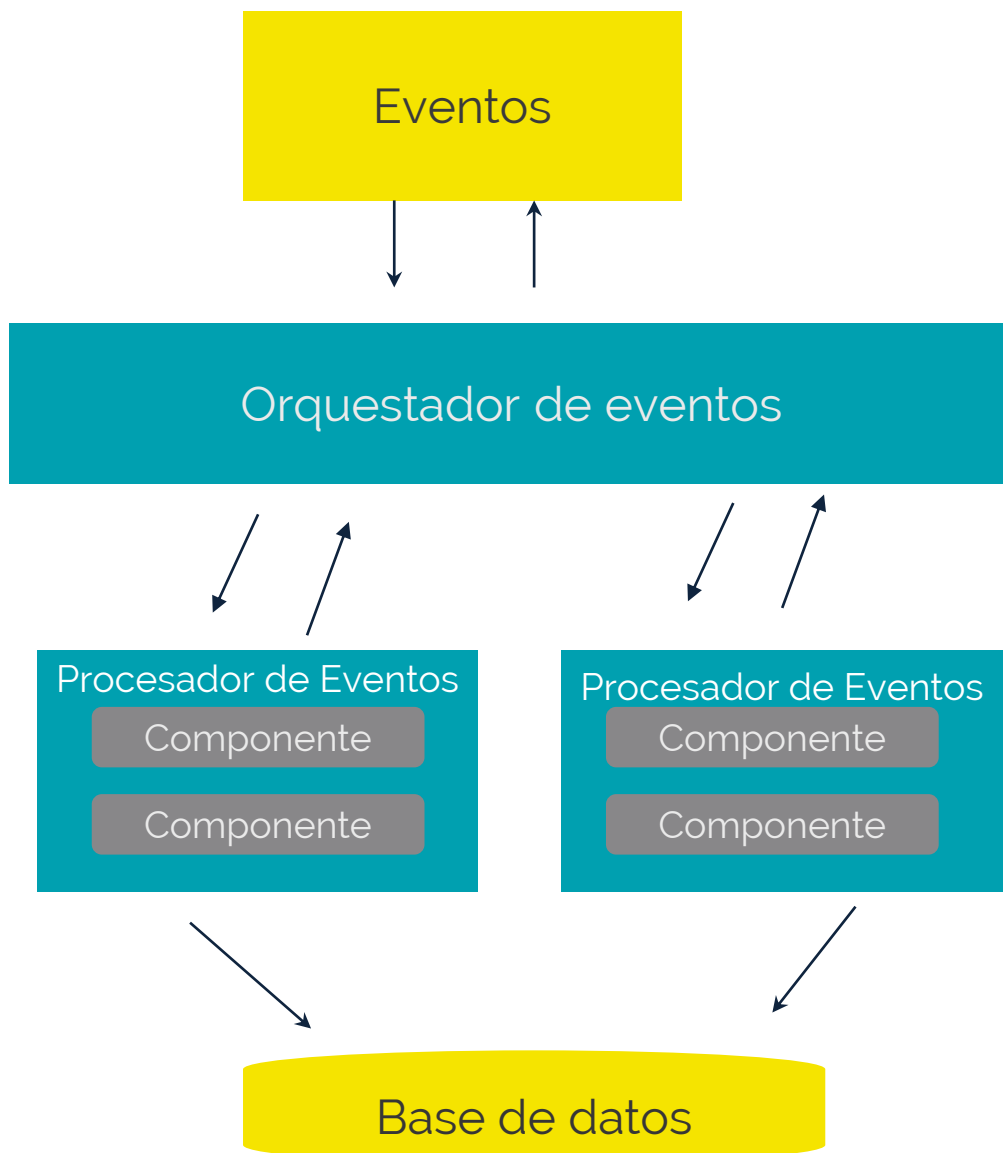 Eventos
Orquestador de eventos
Procesador de Eventos
Componente
Componente
Procesador de Eventos
Componente
Componente
Base de datos